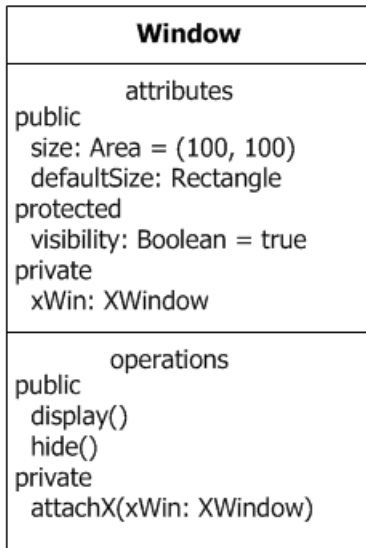 Window
attributes
public
size: Area = (100, 100)
defaultSize: Rectangle
protected
visibility: Boolean = true
private
xWin: XWindow
operations
public
display()
hide()
private
attachX(xWin: XWindow)